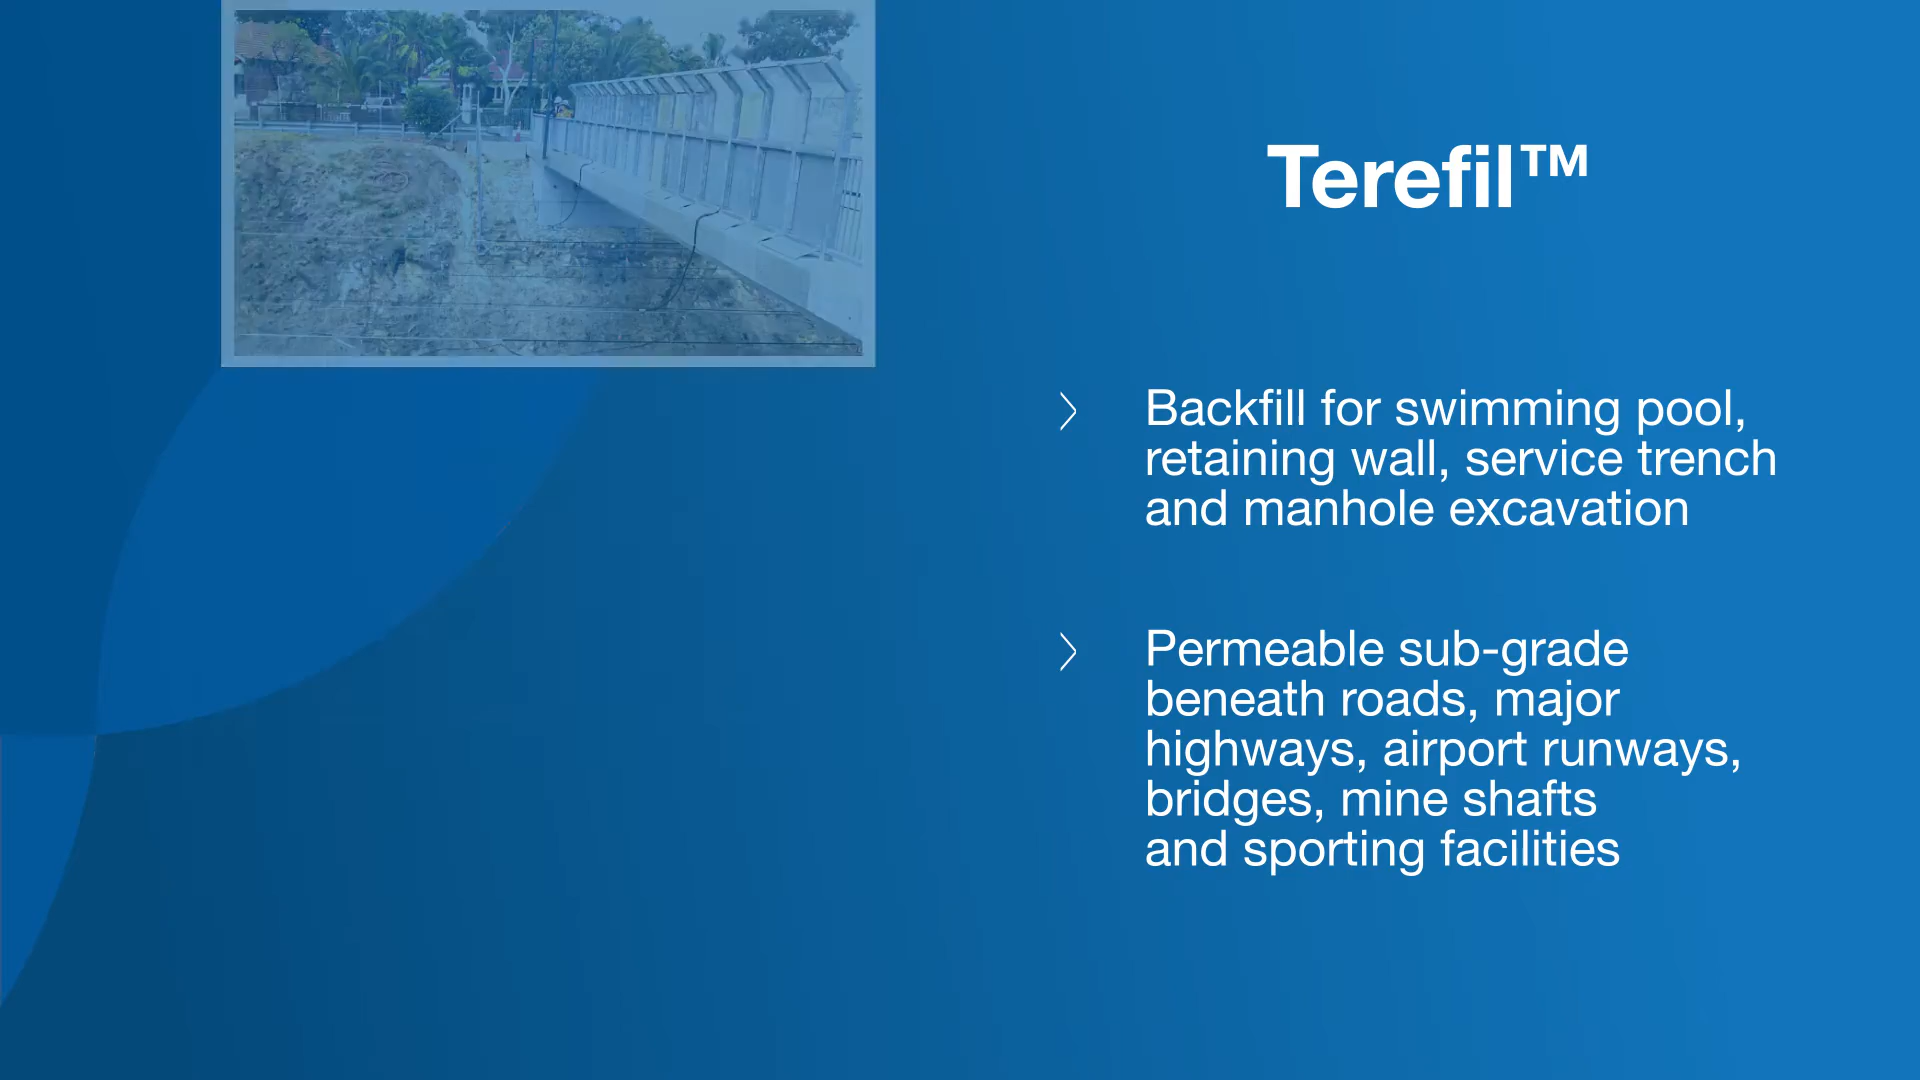 Terefil™
Backfill for swimming pool,
retaining wall, service trench
and manhole excavation
Permeable sub-grade
beneath roads, major
highways, airport runways,
bridges, mine shafts
and sporting facilities